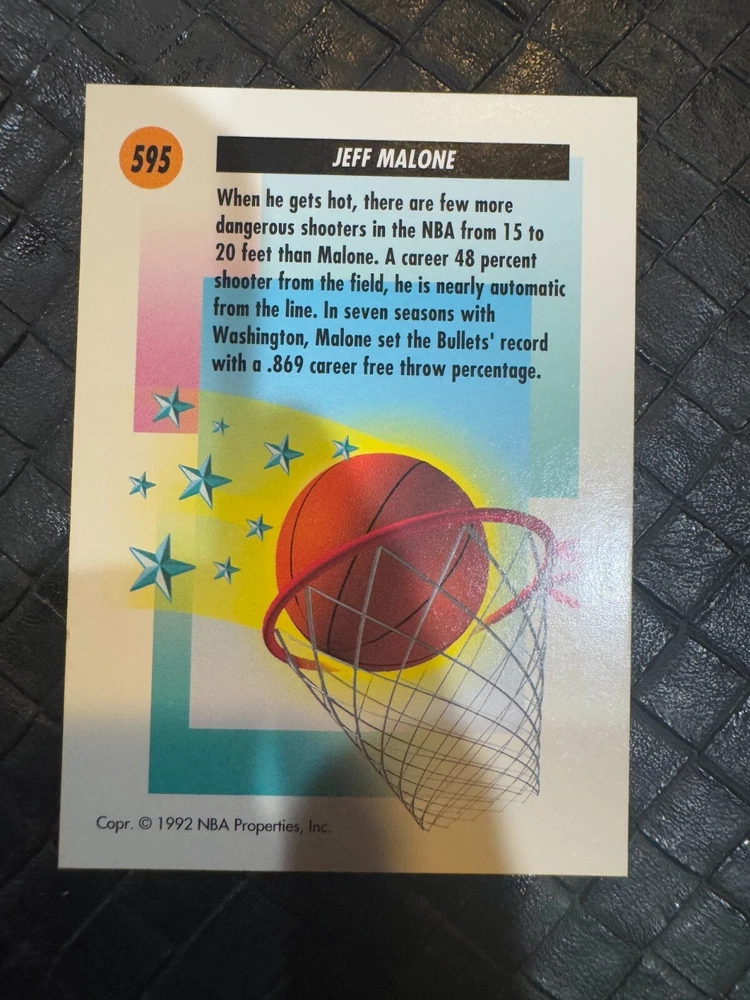 595
JEFF MALONE
When he gets hot, there are few more
dangerous shooters in the NBA from 15 to
20 feet than Malone. A career 48 percent
shooter from the field, he is nearly automatic
from the line. In seven seasons with
Washington, Malone set the Bullets' record
with a .869 career free throw percentage.
Copr. © 1992 NBA Properties, Inc.